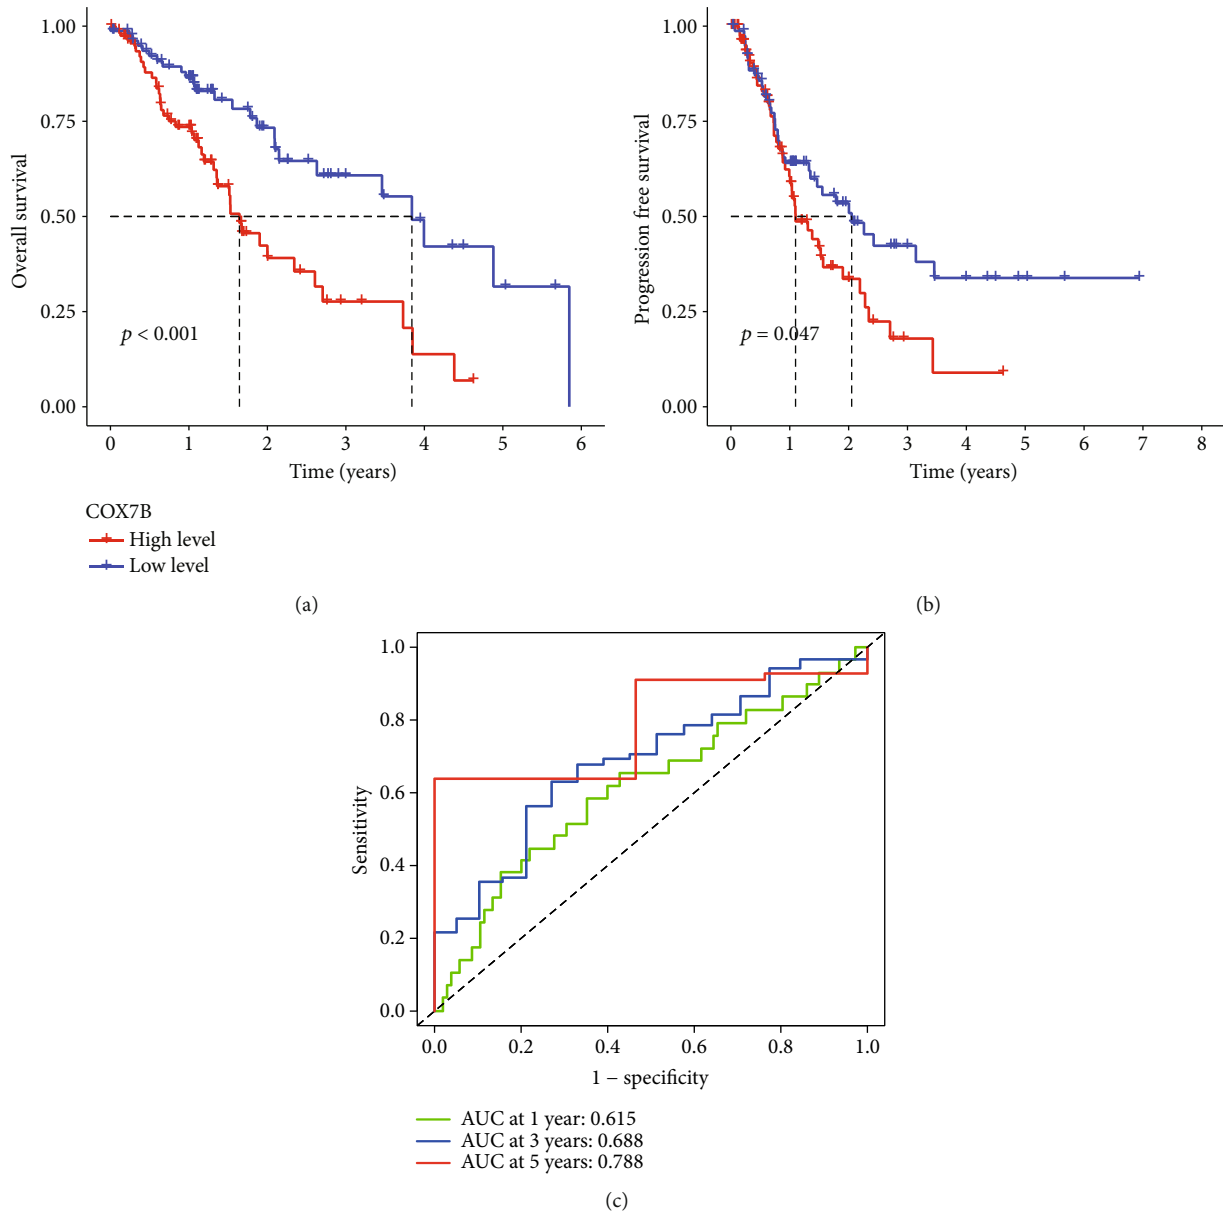 1.00
0.75
0.50
0.25
0.00
Overall survival
p < 0.001
0 1 2 3 4 5 6
Time (years)
COX7B
High level
Low level
(a)
1.00
0.75
0.50
0.25
0.00
Progression free survival
p = 0.047
0 1 2 3 4 5 6 7 8
Time (years)
(b)
1.0
0.8
0.6
0.4
0.2
0.0
Sensitivity
0.0 0.2 0.4 0.6 0.8 1.0
1 − specificity
AUC at 1 year: 0.615
AUC at 3 years: 0.688
AUC at 5 years: 0.788
(c)